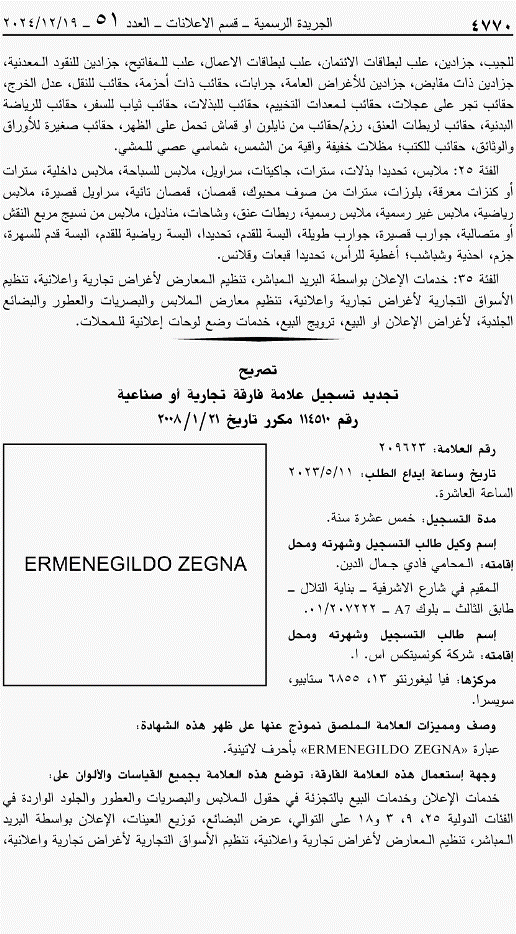 ٤٧٧٠ الجريدة الرسمية – قسم الاعلانات – العدد ٥١ – ٢٠٢٤/١٢/١٩
للجيب، جزادين، علب لبطاقات الائتمان، علب لبطاقات الاعمال، علب للمفاتيح، جزادين للنقود المعدنية،
جزادين ذات مقابض، جزادين للأغراض العامة، جرابات، حقائب ذات أحزمة، حقائب للنقل، عدل الخرج،
حقائب تجر على عجلات، حقائب لمعدات التخييم، حقائب للبذلات، حقائب ثياب للسفر، حقائب للرياضة
البدنية، حقائب لربطات العنق، رزم/حقائب من نايلون او قماش تحمل على الظهر، حقائب صغيرة للأوراق
والوثائق، حقائب للكتب؛ مظلات خفيفة واقية من الشمس، شماسي عصي للمشي.
الفئة ٢٥: ملابس، تحديدا بذلات، سترات، جاكيتات، سراويل، ملابس للسباحة، ملابس داخلية، سترات
أو كنزات معرقة، بلوزات، سترات من صوف محبوك، قمصان، قمصان تائية، سراويل قصيرة، ملابس
رياضية، ملابس غير رسمية، ملابس رسمية، ربطات عنق، وشاحات، مناديل، ملابس من نسيج مربع النقش
أو متصالبة، جوارب قصيرة، جوارب طويلة، البسة للقدم، تحديدا، البسة رياضية للقدم، البسة قدم للسهرة،
جزم، احذية وشباشب؛ أغطية للرأس، تحديدا قبعات وقلانس.
الفئة ٣٥: خدمات الإعلان بواسطة البريد المباشر، تنظيم المعارض لأغراض تجارية واعلانية، تنظيم
الأسواق التجارية لأغراض تجارية واعلانية، تنظيم معارض الملابس والبصريات والعطور والبضائع
الجلدية، لأغراض الإعلان او البيع، ترويج البيع، خدمات وضع لوحات إعلانية للمحلات.
تصريح
تجديد تسجيل علامة فارقة تجارية أو صناعية
رقم ١١٤٥١٠ مكرر تاريخ ٢٠٠٨/١/٢١
رقم العلامة: ٢٠٩٦٢٣
تاريخ وساعة إيداع الطلب: ٢٠٢٣/٥/١١
الساعة العاشرة.
مدة التسجيل: خمس عشرة سنة.
إسم وكيل طالب التسجيل وشهرته ومحل
إقامته: المحامي فادي جمال الدين.
المقيم في شارع الاشرفية – بناية التلال –
طابق الثالث – بلوك A7 – ٠١/٢٠٧٢٢٢.
إسم طالب التسجيل وشهرته ومحل
إقامته: شركة كونسيتكس اس. ا.
مركزها: فيا ليغورنتو ١٣، ٦٨٥٥ ستابيو،
سويسرا.
ERMENEGILDO ZEGNA
وصف ومميزات العلامة الملصق نموذج عنها على ظهر هذه الشهادة:
عبارة «ERMENEGILDO ZEGNA» بأحرف لاتينية.
وجهة إستعمال هذه العلامة الفارقة: توضع هذه العلامة بجميع القياسات والألوان على:
خدمات الإعلان وخدمات البيع بالتجزئة في حقول الملابس والبصريات والعطور والجلود الواردة في
الفئات الدولية ٢٥، ٩، ٣ و١٨ على التوالي، عرض البضائع، توزيع العينات، الإعلان بواسطة البريد
المباشر، تنظيم المعارض لأغراض تجارية واعلانية، تنظيم الأسواق التجارية لأغراض تجارية واعلانية،